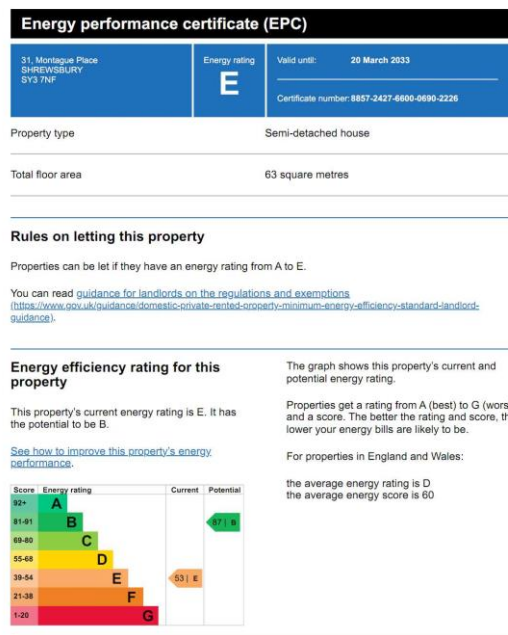 Energy performance certificate (EPC)
31, Montague Place
SHREWSBURY
SY3 7NF
Energy rating
E
Valid until: 20 March 2033
Certificate number: 8857-2427-6600-0690-2226
Property type Semi-detached house
Total floor area 63 square metres
Rules on letting this property
Properties can be let if they have an energy rating from A to E.
You can read guidance for landlords on the regulations and exemptions
(https://www.gov.uk/guidance/domestic-private-rented-property-minimum-energy-efficiency-standard-landlord-
guidance).
Energy efficiency rating for this
property
This property's current energy rating is E. It has
the potential to be B.
See how to improve this property's energy
performance.
Score Energy rating Current Potential
92+ A
81-91 B 87 | B
69-80 C
55-68 D
39-54 E 53 | E
21-38 F
1-20 G
The graph shows this property's current and
potential energy rating.
Properties get a rating from A (best) to G (wors
and a score. The better the rating and score, th
lower your energy bills are likely to be.
For properties in England and Wales:
the average energy rating is D
the average energy score is 60